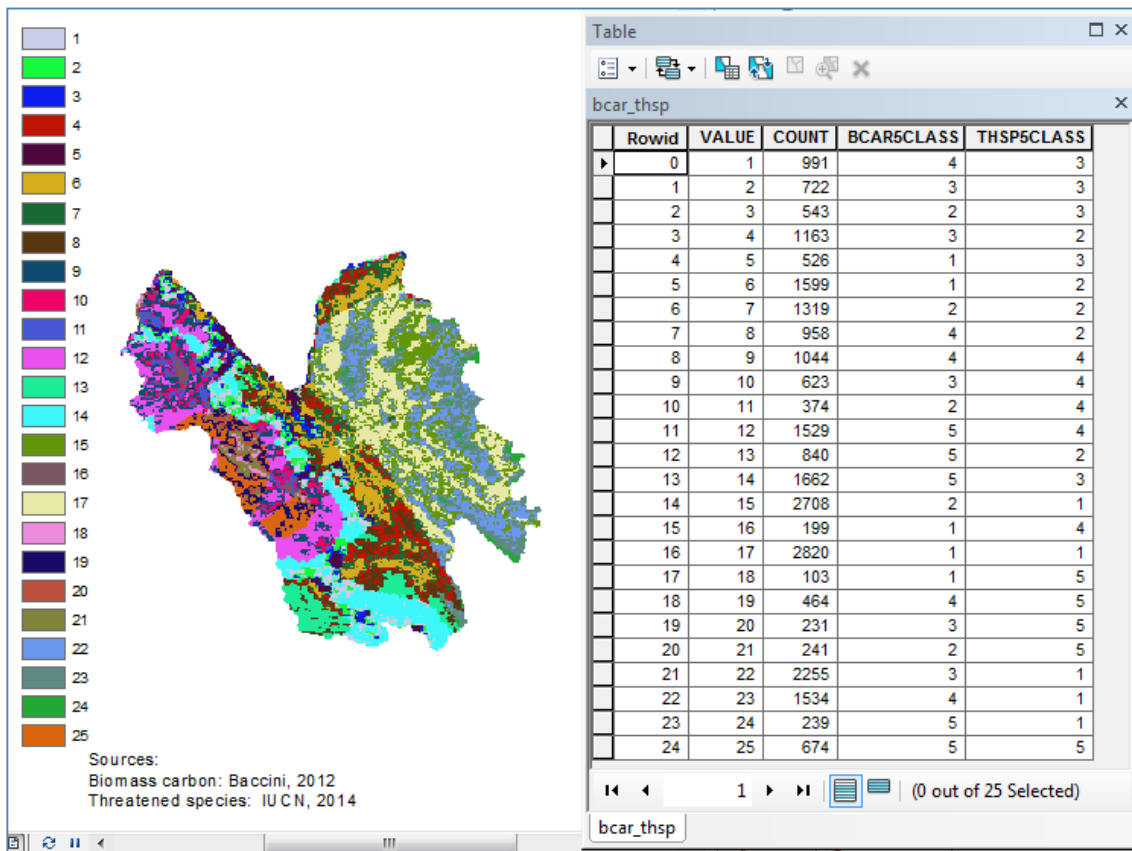 1
2
3
4
5
6
7
8
9
10
11
12
13
14
15
16
17
18
19
20
21
22
23
24
25
Sources:
Biomass carbon: Baccini, 2012
Threatened species: IUCN, 2014
Table
bcar_thsp
Rowid VALUE COUNT BCAR5CLASS THSP5CLASS
0 1 991 4 3
1 2 722 3 3
2 3 543 2 3
3 4 1163 3 2
4 5 526 1 3
5 6 1599 1 2
6 7 1319 2 2
7 8 958 4 2
8 9 1044 4 4
9 10 623 3 4
10 11 374 2 4
11 12 1529 5 4
12 13 840 5 2
13 14 1662 5 3
14 15 2708 2 1
15 16 199 1 4
16 17 2820 1 1
17 18 103 1 5
18 19 464 4 5
19 20 231 3 5
20 21 241 2 5
21 22 2255 3 1
22 23 1534 4 1
23 24 239 5 1
24 25 674 5 5
1 (0 out of 25 Selected)
bcar_thsp